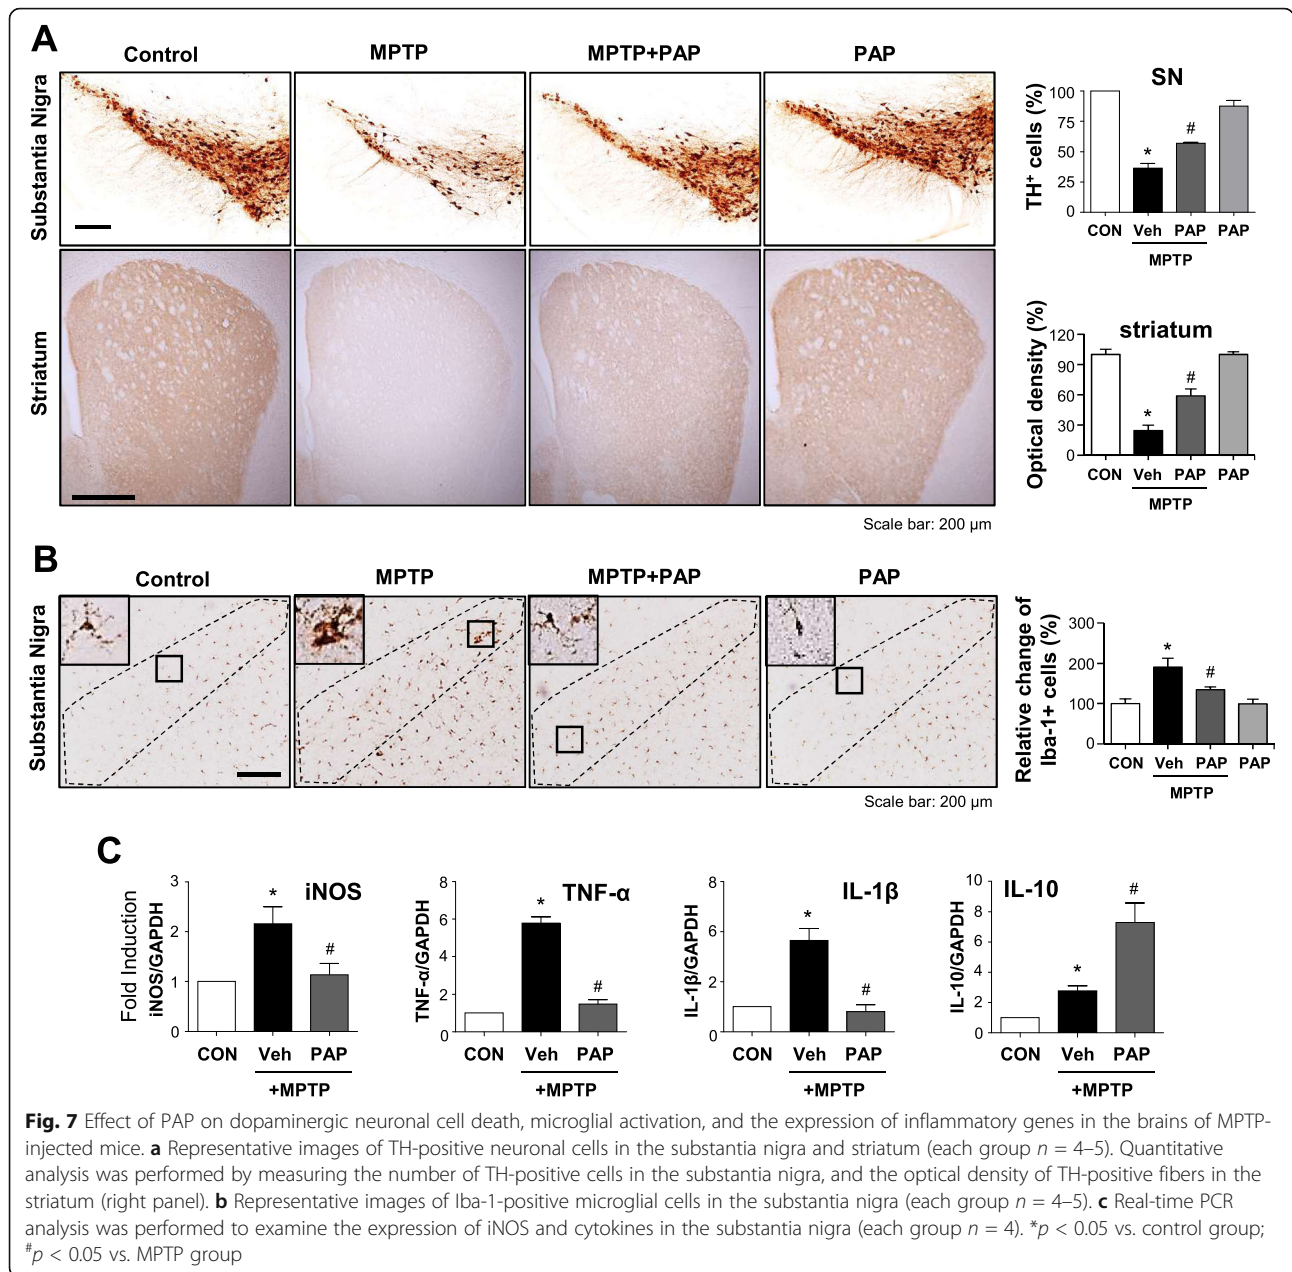 A
Control MPTP MPTP+PAP PAP
Substantia Nigra
Striatum
Scale bar: 200 µm
SN
TH+ cells (%)
100
75
50
25
0
CON Veh PAP PAP
MPTP
striatum
Optical density (%)
120
90
60
30
0
CON Veh PAP PAP
MPTP
B
Control MPTP MPTP+PAP PAP
Substantia Nigra
Scale bar: 200 µm
Relative change of
Iba-1+ cells (%)
300
200
100
0
CON Veh PAP PAP
MPTP
*
#
*
#
*
#
C
iNOS
Fold Induction
iNOS/GAPDH
3
2
1
0
*
#
CON Veh PAP
+MPTP
TNF-α
TNF-α/GAPDH
8
6
4
2
0
*
#
CON Veh PAP
+MPTP
IL-1β
IL-1β/GAPDH
8
6
2
0
*
#
CON Veh PAP
+MPTP
IL-10
IL-10/GAPDH
10
8
6
4
2
0
*
#
CON Veh PAP
+MPTP
Fig. 7 Effect of PAP on dopaminergic neuronal cell death, microglial activation, and the expression of inflammatory genes in the brains of MPTP-
injected mice. a Representative images of TH-positive neuronal cells in the substantia nigra and striatum (each group n = 4–5). Quantitative
analysis was performed by measuring the number of TH-positive cells in the substantia nigra, and the optical density of TH-positive fibers in the
striatum (right panel). b Representative images of Iba-1-positive microglial cells in the substantia nigra (each group n = 4–5). c Real-time PCR
analysis was performed to examine the expression of iNOS and cytokines in the substantia nigra (each group n = 4). *p < 0.05 vs. control group;
#p < 0.05 vs. MPTP group